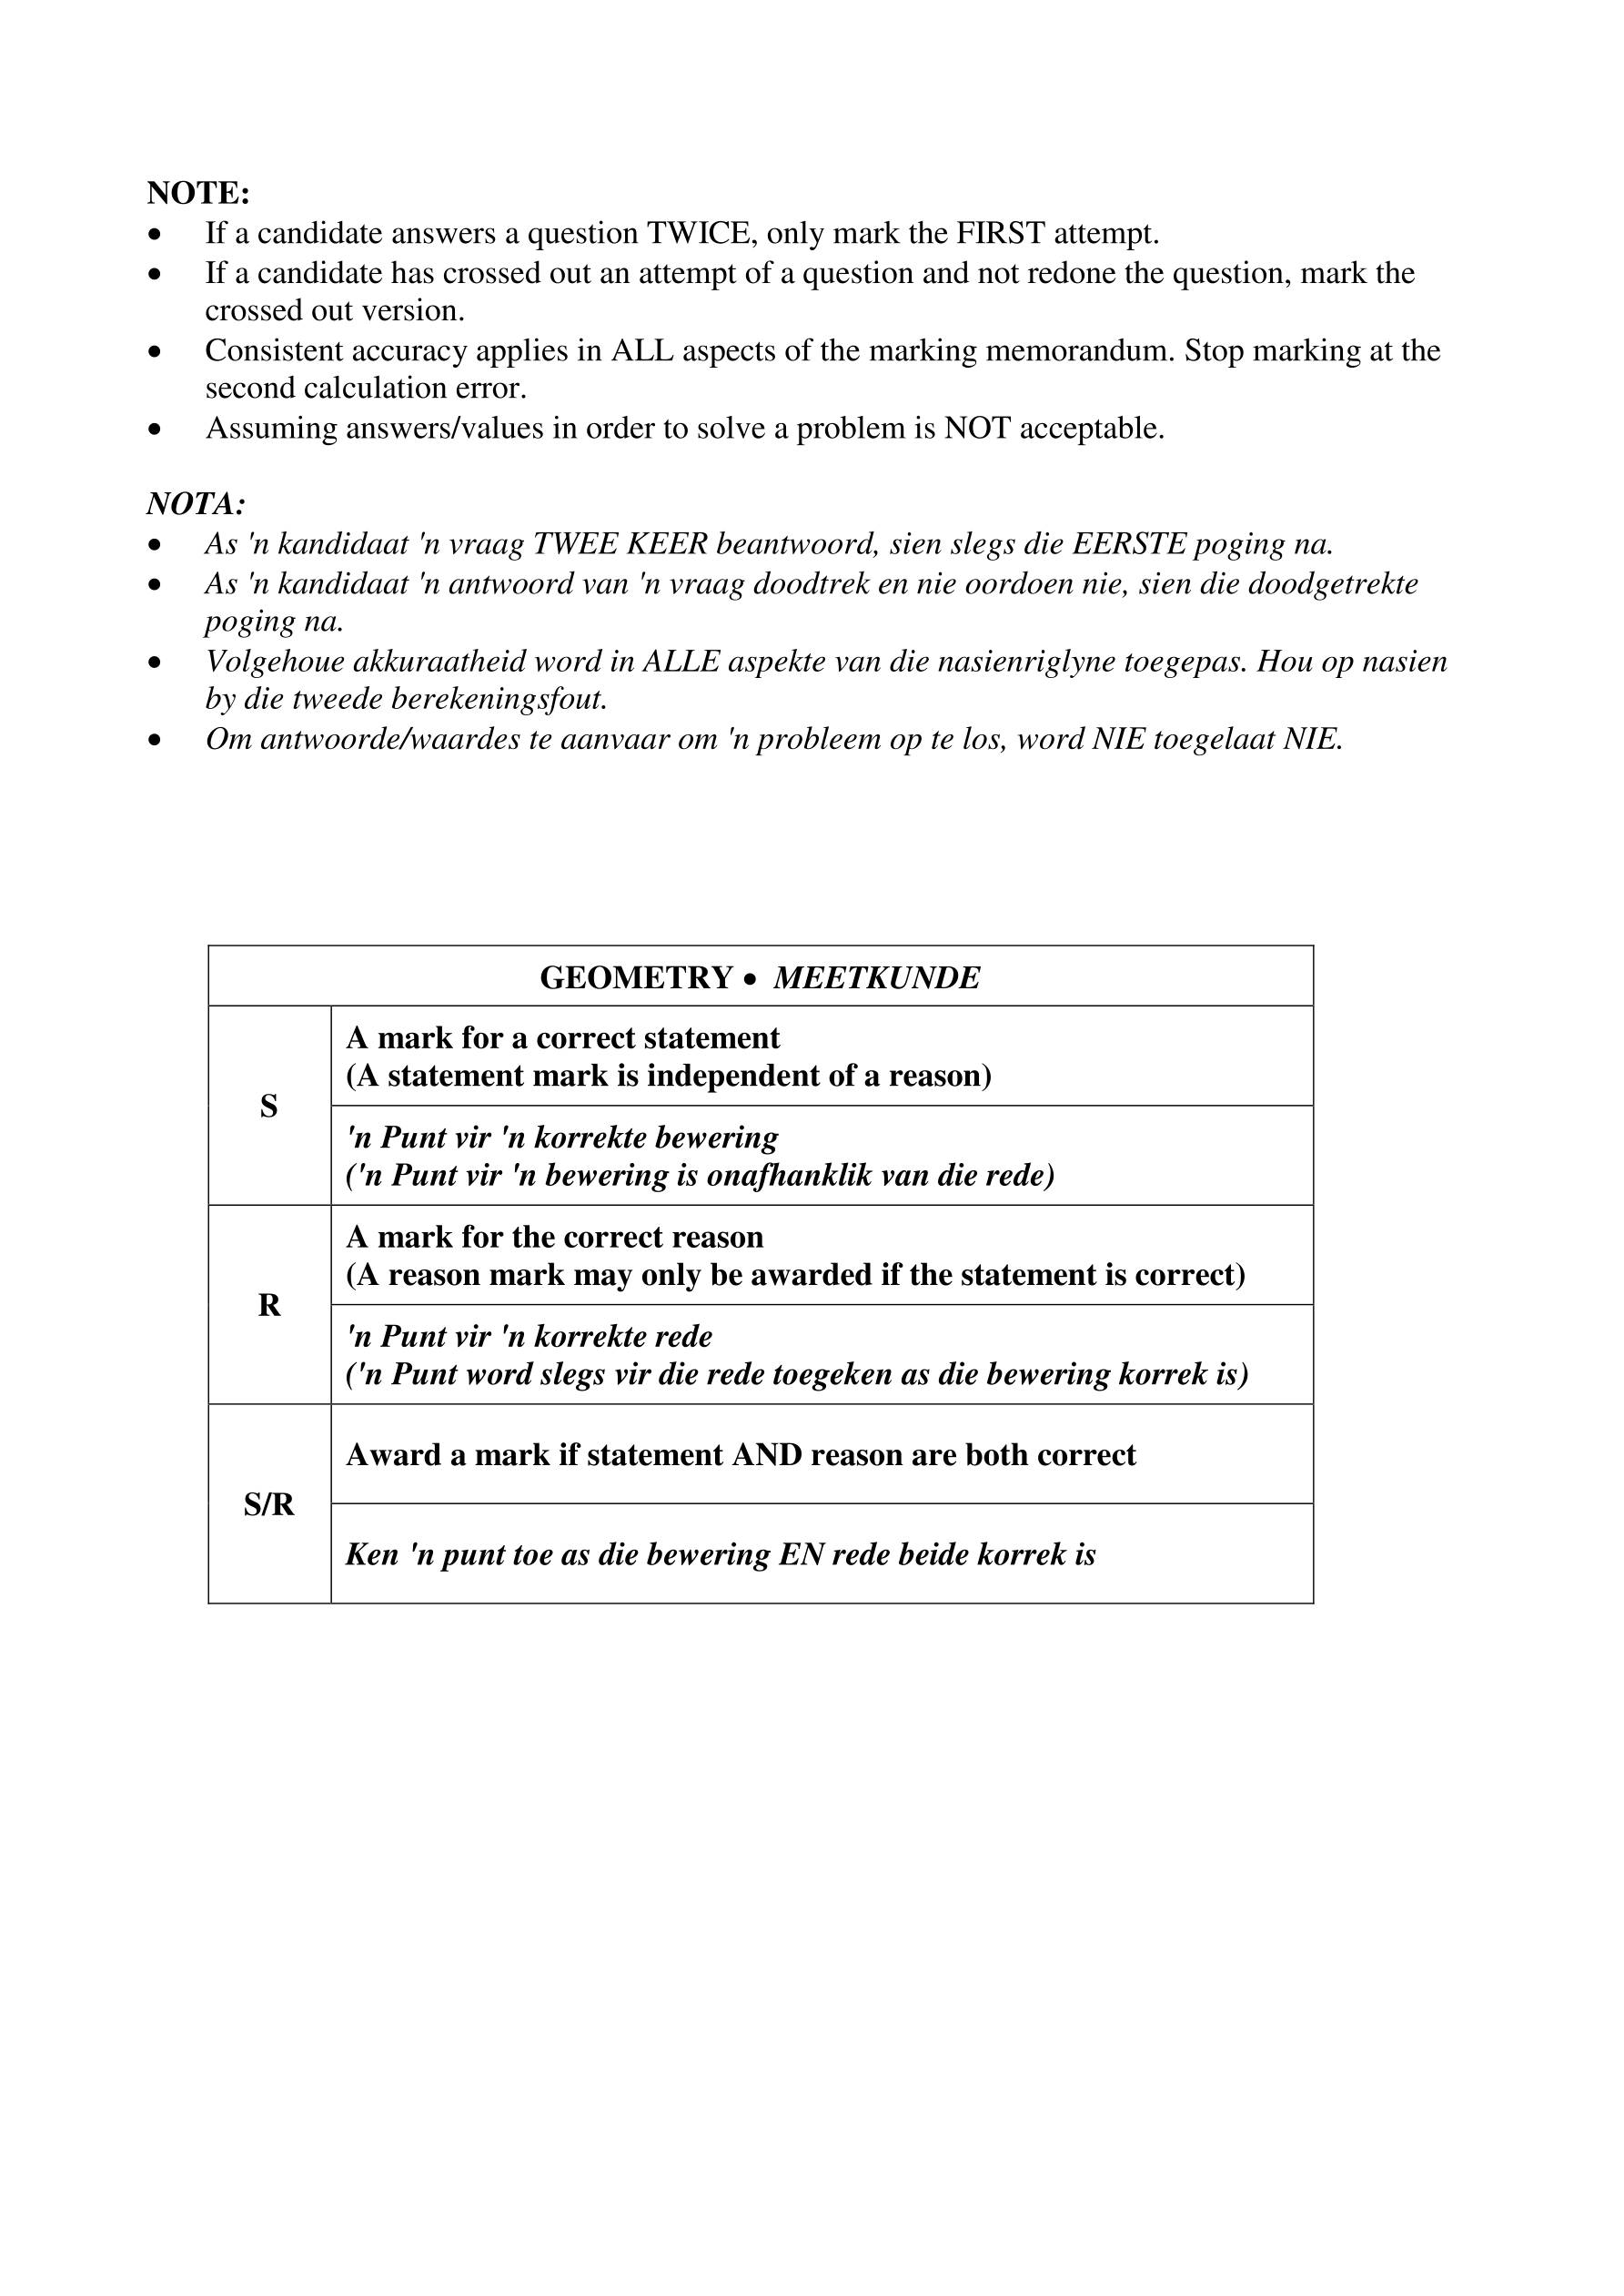 NOTE:
• If a candidate answers a question TWICE, only mark the FIRST attempt.
• If a candidate has crossed out an attempt of a question and not redone the question, mark the
crossed out version.
• Consistent accuracy applies in ALL aspects of the marking memorandum. Stop marking at the
second calculation error.
• Assuming answers/values in order to solve a problem is NOT acceptable.
NOTA:
• As 'n kandidaat 'n vraag TWEE KEER beantwoord, sien slegs die EERSTE poging na.
• As 'n kandidaat 'n antwoord van 'n vraag doodtrek en nie oordoen nie, sien die doodgetrekte
poging na.
• Volgehoue akkuraatheid word in ALLE aspekte van die nasienriglyne toegepas. Hou op nasien
by die tweede berekeningsfout.
• Om antwoorde/waardes te aanvaar om 'n probleem op te los, word NIE toegelaat NIE.
GEOMETRY • MEETKUNDE
S
A mark for a correct statement
(A statement mark is independent of a reason)
'n Punt vir 'n korrekte bewering
('n Punt vir 'n bewering is onafhanklik van die rede)
R
A mark for the correct reason
(A reason mark may only be awarded if the statement is correct)
'n Punt vir 'n korrekte rede
('n Punt word slegs vir die rede toegeken as die bewering korrek is)
S/R
Award a mark if statement AND reason are both correct
Ken 'n punt toe as die bewering EN rede beide korrek is